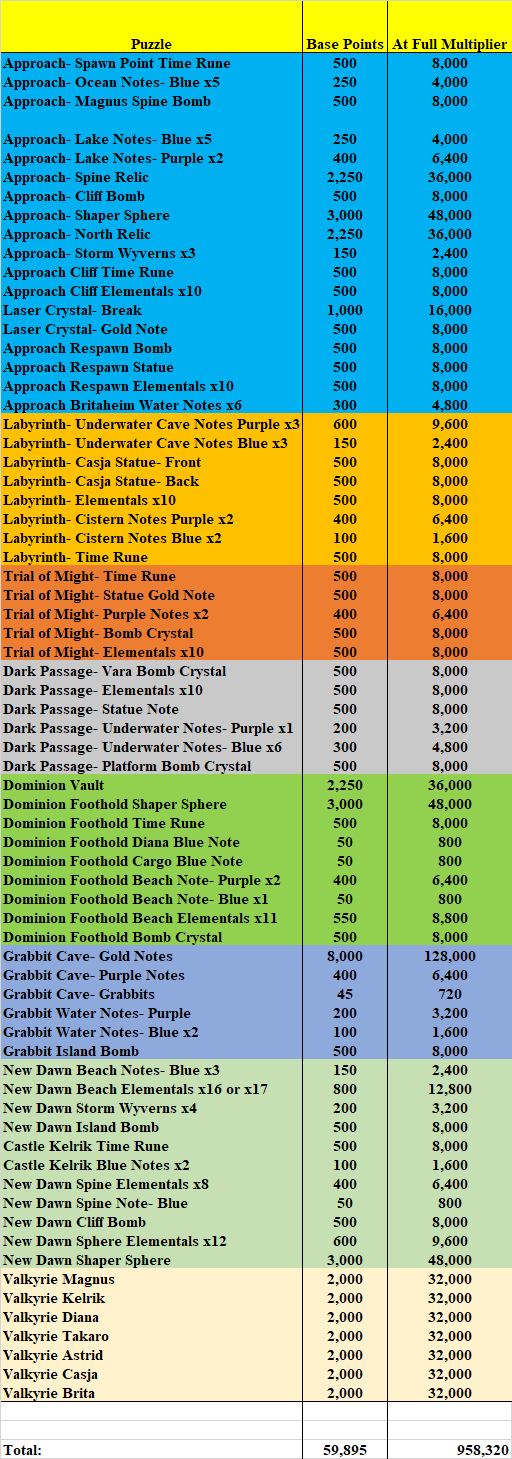 Puzzle Base Points At Full Multiplier
Approach- Spawn Point Time Rune 500 8,000
Approach- Ocean Notes- Blue x5 250 4,000
Approach- Magnus Spine Bomb 500 8,000
Approach- Lake Notes- Blue x5 250 4,000
Approach- Lake Notes- Purple x2 400 6,400
Approach- Spine Relic 2,250 36,000
Approach- Cliff Bomb 500 8,000
Approach- Shaper Sphere 3,000 48,000
Approach- North Relic 2,250 36,000
Approach- Storm Wyverns x3 150 2,400
Approach Cliff Time Rune 500 8,000
Approach Cliff Elementals x10 500 8,000
Laser Crystal- Break 1,000 16,000
Laser Crystal- Gold Note 500 8,000
Approach Respawn Bomb 500 8,000
Approach Respawn Statue 500 8,000
Approach Respawn Elementals x10 500 8,000
Approach Britaheim Water Notes x6 300 4,800
Labyrinth- Underwater Cave Notes Purple x3 600 9,600
Labyrinth- Underwater Cave Notes Blue x3 150 2,400
Labyrinth- Casja Statue- Front 500 8,000
Labyrinth- Casja Statue- Back 500 8,000
Labyrinth- Elementals x10 500 8,000
Labyrinth- Cistern Notes Purple x2 400 6,400
Labyrinth- Cistern Notes Blue x2 100 1,600
Labyrinth- Time Rune 500 8,000
Trial of Might- Time Rune 500 8,000
Trial of Might- Statue Gold Note 500 8,000
Trial of Might- Purple Notes x2 400 6,400
Trial of Might- Bomb Crystal 500 8,000
Trial of Might- Elementals x10 500 8,000
Dark Passage- Vara Bomb Crystal 500 8,000
Dark Passage- Elementals x10 500 8,000
Dark Passage- Statue Note 500 8,000
Dark Passage- Underwater Notes- Purple x1 200 3,200
Dark Passage- Underwater Notes- Blue x6 300 4,800
Dark Passage- Platform Bomb Crystal 500 8,000
Dominion Vault 2,250 36,000
Dominion Foothold Shaper Sphere 3,000 48,000
Dominion Foothold Time Rune 500 8,000
Dominion Foothold Diana Blue Note 50 800
Dominion Foothold Cargo Blue Note 50 800
Dominion Foothold Beach Note- Purple x2 400 6,400
Dominion Foothold Beach Note- Blue x1 50 800
Dominion Foothold Beach Elementals x11 550 8,800
Dominion Foothold Bomb Crystal 500 8,000
Grabbit Cave- Gold Notes 8,000 128,000
Grabbit Cave- Purple Notes 400 6,400
Grabbit Cave- Grabbits 45 720
Grabbit Water Notes- Purple 200 3,200
Grabbit Water Notes- Blue x2 100 1,600
Grabbit Island Bomb 500 8,000
New Dawn Beach Notes- Blue x3 150 2,400
New Dawn Beach Elementals x16 or x17 800 12,800
New Dawn Storm Wyverns x4 200 3,200
New Dawn Island Bomb 500 8,000
Castle Kelrik Time Rune 500 8,000
Castle Kelrik Blue Notes x2 100 1,600
New Dawn Spine Elementals x8 400 6,400
New Dawn Spine Note- Blue 50 800
New Dawn Cliff Bomb 500 8,000
New Dawn Sphere Elementals x12 600 9,600
New Dawn Shaper Sphere 3,000 48,000
Valkyrie Magnus 2,000 32,000
Valkyrie Kelrik 2,000 32,000
Valkyrie Diana 2,000 32,000
Valkyrie Takaro 2,000 32,000
Valkyrie Astrid 2,000 32,000
Valkyrie Casja 2,000 32,000
Valkyrie Brita 2,000 32,000
Total: 59,895 958,320